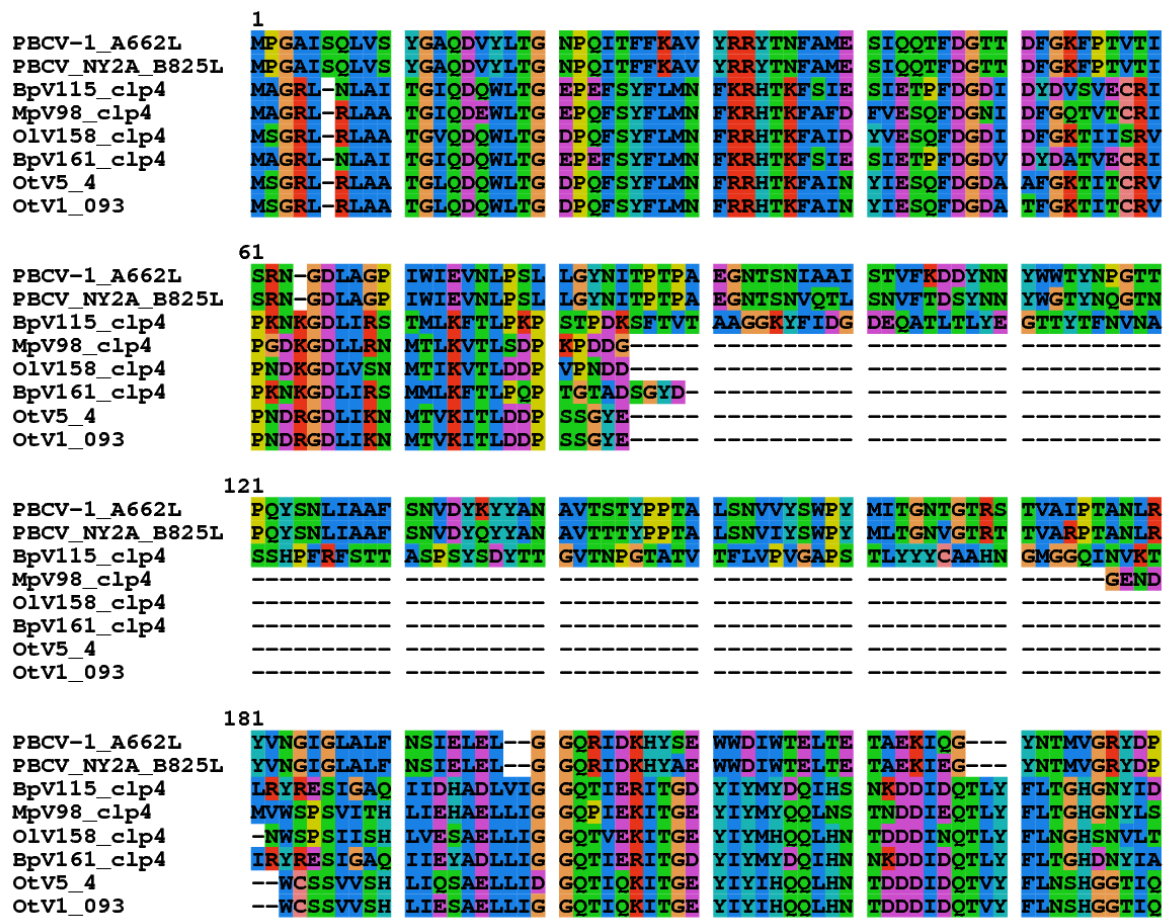 1
PBCV-1_A662L MPGAISQLVS YGAQDVYLTG NPQITFFKAV YRRYTNFAME SIQQTFDGTT DFGKFPTVTI
PBCV_NY2A_B825L MPGAISQLVS YGAQDVYLTG NPQITFFKAV YRRYTNFAME SIQQTFDGTT DFGKFPTVTI
BpV115_clp4 MAGRL-NLAI TGIQDQWLTG EPEFSYFLMN FKRHTKFSIE SIETPFDGDI DYDVSVECRI
MpV98_clp4 MAGRL-RLAA TGIQDEWLTG EPQFSYFLMN FKRHTKFAFD FVESQFDGNI DFGQTVTCRI
OlV158_clp4 MSGRL-RLAA TGVQDQWLTG DPQFSYFLMN FKRHTKFAID YVESQFDGDI DFGKTIISRV
BpV161_clp4 MAGRL-NLAI TGIQDQWLTG EPEFSYFLMN FKRHTKFSIE SIETPFDGDV DYDATVECRI
OtV5_4 MSGRL-RLAA TGLQDQWLTG DPQFSYFLMN FRRHTKFAIN YIESQFDGDA AFGKTITCRV
OtV1_093 MSGRL-RLAA TGLQDQWLTG DPQFSYFLMN FRRHTKFAIN YIESQFDGDA TFGKTITCRV
61
PBCV-1_A662L SRN-GDLAGP IWIEVNLPSL LGYNITPTPA EGNTSNIAAI STVFKDDYNN YWWTYNPGTT
PBCV_NY2A_B825L SRN-GDLAGP IWIEVNLPSL LGYNITPTPA EGNTSNVQTL SNVFTDSYNN YWGTYNQGTN
BpV115_clp4 PKNKGDLIRS TMLKFTLPKP STPDKSFTVT AAGGKYFIDG DEQATLTLYE GTTYTFNVNA
MpV98_clp4 PGDKGDLLRN MTLKVTLSDP KPDDG----- ---------- ---------- ----------
OlV158_clp4 PNDKGDLVSN MTIKVTLDDP VPNDD----- ---------- ---------- ----------
BpV161_clp4 PKNKGDLIRS MMLKFTLPQP TGTADSGYD- ---------- ---------- ----------
OtV5_4 PNDRGDLIKN MTVKITLDDP SSGYE----- ---------- ---------- ----------
OtV1_093 PNDRGDLIKN MTVKITLDDP SSGYE----- ---------- ---------- ----------
121
PBCV-1_A662L PQYSNLIAAF SNVDYKYYAN AVTSTYPPTA LSNVVYSWPY MITGNTGTRS TVAIPTANLR
PBCV_NY2A_B825L PQYSNLIAAF SNVDYQYYAN AVTTTYPPTA LSNVIYSWPY MLTGNVGTRT TVARPTANLR
BpV115_clp4 SSHPFRFSTT ASPSYSDYTT GVTNPGTATV TFLVPVGAPS TLYYYCAAHN GMGGQINVKT
MpV98_clp4 ---------- ---------- ---------- ---------- ---------- ------GEND
OlV158_clp4 ---------- ---------- ---------- ---------- ---------- ----------
BpV161_clp4 ---------- ---------- ---------- ---------- ---------- ----------
OtV5_4 ---------- ---------- ---------- ---------- ---------- ----------
OtV1_093 ---------- ---------- ---------- ---------- ---------- ----------
181
PBCV-1_A662L YVNGIGLALF NSIELEL--G GQRIDKHYSE WWDIWTELTE TAEKIQG--- YNTMVGRYDP
PBCV_NY2A_B825L YVNGIGLALF NSIELEL--G GQRIDKHYAE WWDIWTELTE TAEKIEG--- YNTMVGRYDP
BpV115_clp4 LRYRESIGAQ IIDHADLVIG GQTIERITGD YIYMYDQIHS NKDDIDQTLY FLTGHGNYID
MpV98_clp4 MVWSPSVITH LIEHAELLIG GQPIEKITGE YIYMHQQLNS TNDDIEQTLY FLTGHGNYLS
OlV158_clp4 -NWSPSIISH LVESAELLIG GQTVEKITGE YIYMHQQLHS TDDDINQTLY FLNGHSNVLT
BpV161_clp4 IRYRESIGAQ IIEYADLLIG GQTIERITGD YIYMYDQIHN NKDDIDQTLY FLTGHDNYIA
OtV5_4 --WCSSVVSH LIQSAELLID GQTIQKITGE YIYIHQQLHN TDDDIDQTVY FLNSHGGTIQ
OtV1_093 --WCSSVVSH LIESAELLIG GQTIQKITGE YIYIHQQLHN TDDDIDQTLY FLNSHGGTIQ